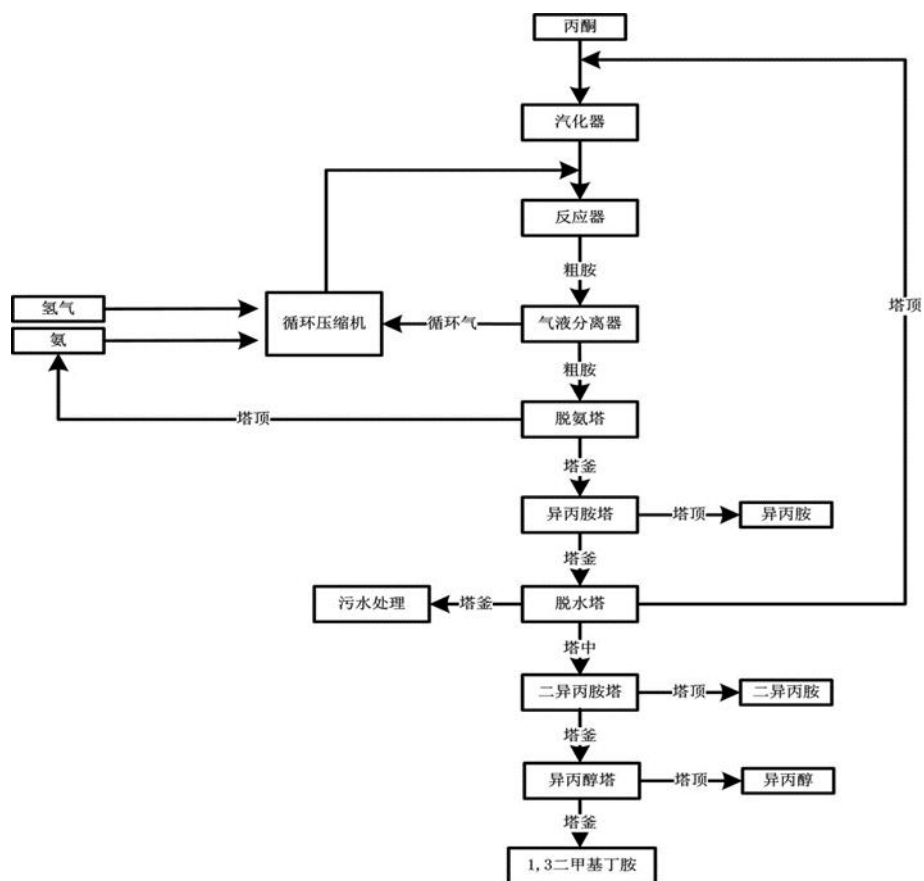 丙酮
汽化器
反应器
粗胺
氢气
氨
循环压缩机
循环气
气液分离器
塔顶
粗胺
塔顶
脱氨塔
塔釜
异丙胺塔
塔顶
异丙胺
塔釜
污水处理
塔釜
脱水塔
塔中
二异丙胺塔
塔顶
二异丙胺
塔釜
异丙醇塔
塔顶
异丙醇
塔釜
1,3二甲基丁胺